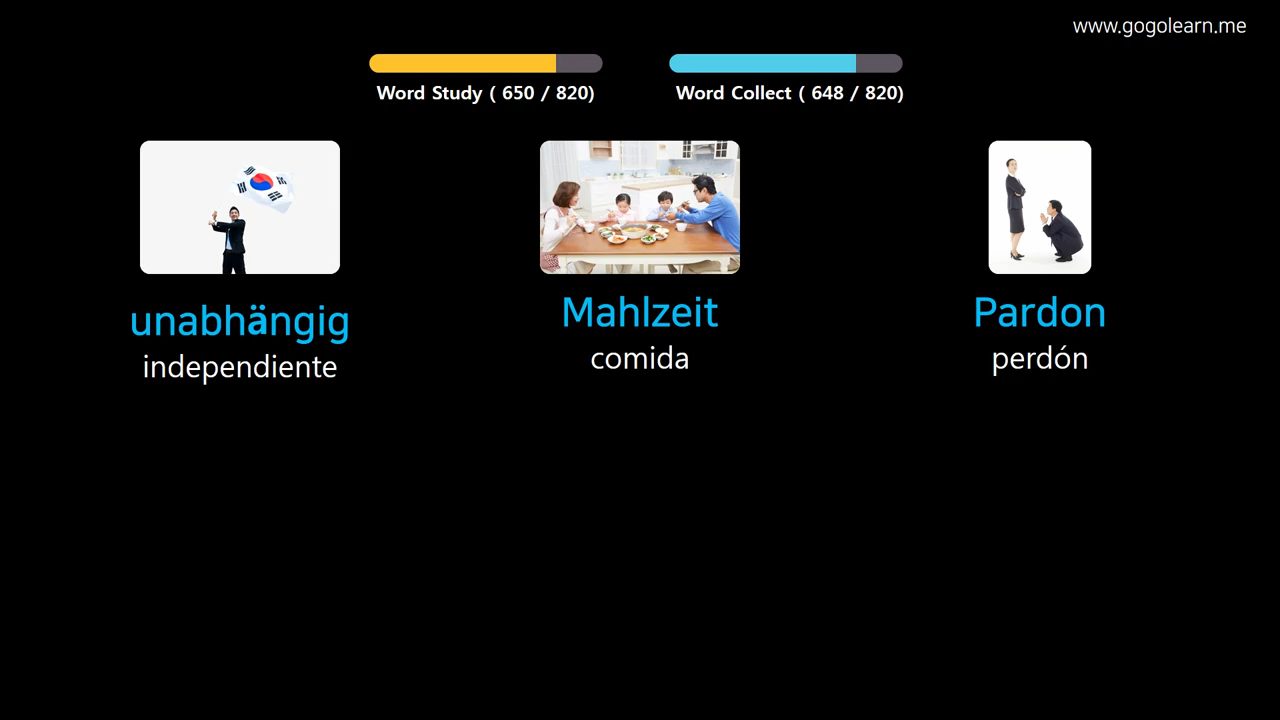 www.gogolearn.me
Word Study ( 650 / 820)
Word Collect ( 648 / 820)
unabhängig
independiente
Mahlzeit
comida
Pardon
perdón